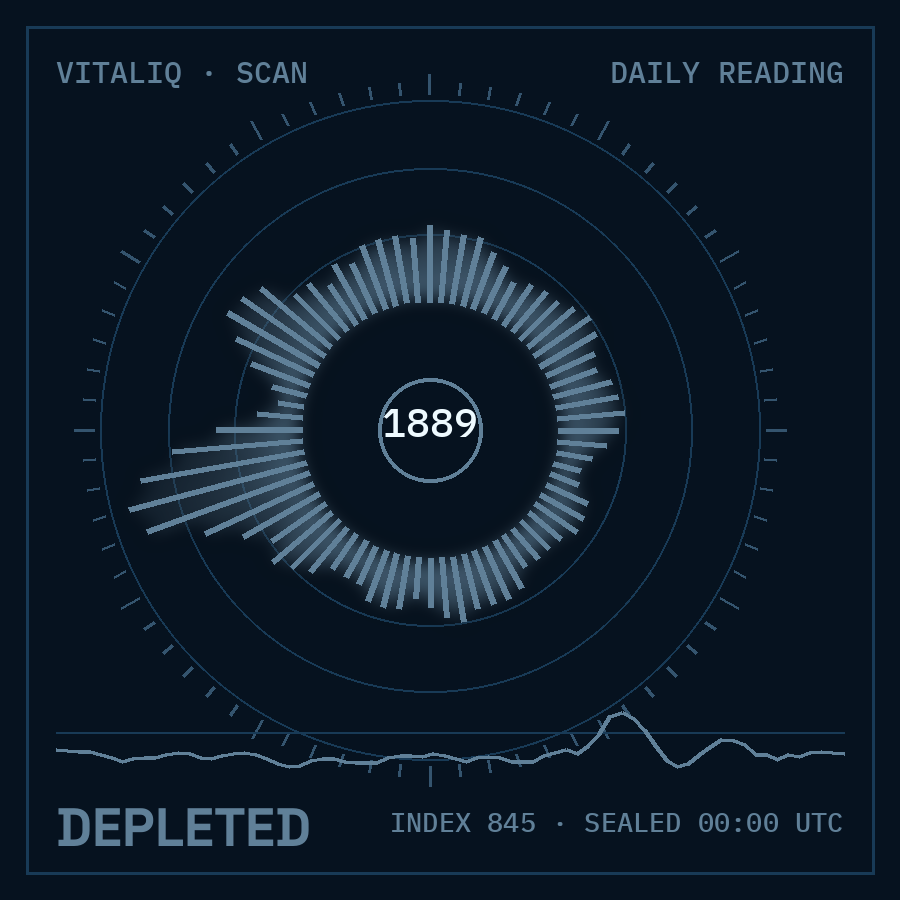 VITALIQ · SCAN
DAILY READING
1889
DEPLETED
INDEX 845 · SEALED 00:00 UTC